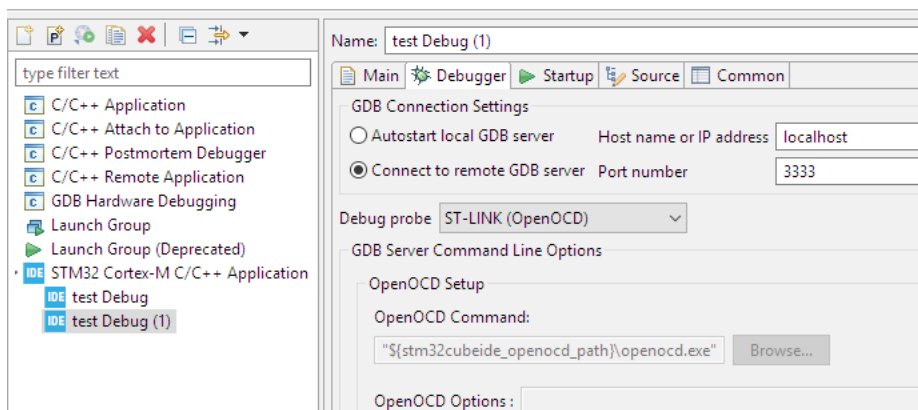 Name: test Debug (1)
type filter text
Main Debugger Startup Source Common
C/C++ Application
C/C++ Attach to Application
C/C++ Postmortem Debugger
C/C++ Remote Application
GDB Hardware Debugging
Launch Group
Launch Group (Deprecated)
IDE STM32 Cortex-M C/C++ Application
IDE test Debug
IDE test Debug (1)
GDB Connection Settings
Autostart local GDB server Host name or IP address localhost
Connect to remote GDB server Port number 3333
Debug probe ST-LINK (OpenOCD)
GDB Server Command Line Options
OpenOCD Setup
OpenOCD Command:
"${stm32cubeide_openocd_path}\openocd.exe" Browse...
OpenOCD Options :